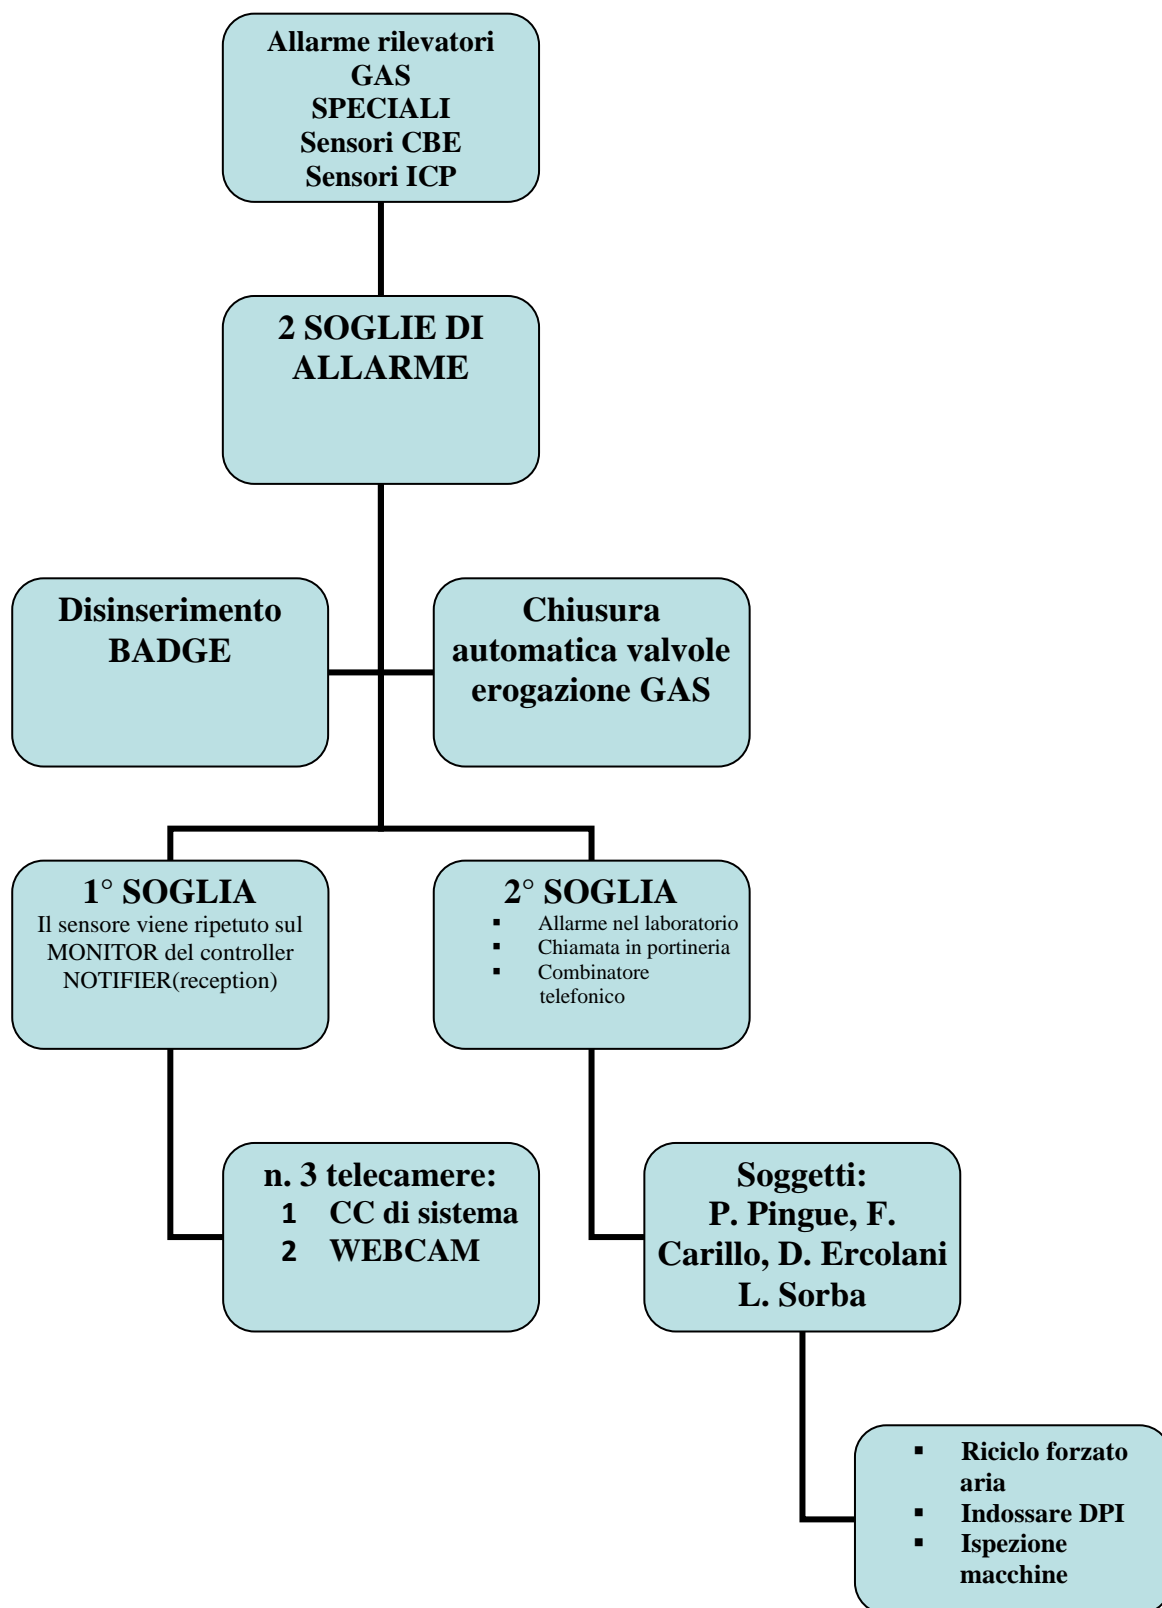 Allarme rilevatori
GAS
SPECIALI
Sensori CBE
Sensori ICP
2 SOGLIE DI
ALLARME
Disinserimento
BADGE
Chiusura
automatica valvole
erogazione GAS
1° SOGLIA
Il sensore viene ripetuto sul
MONITOR del controller
NOTIFIER(reception)
2° SOGLIA
▪ Allarme nel laboratorio
▪ Chiamata in portineria
▪ Combinatore
telefonico
n. 3 telecamere:
1 CC di sistema
2 WEBCAM
Soggetti:
P. Pingue, F.
Carillo, D. Ercolani
L. Sorba
▪ Riciclo forzato
aria
▪ Indossare DPI
▪ Ispezione
macchine